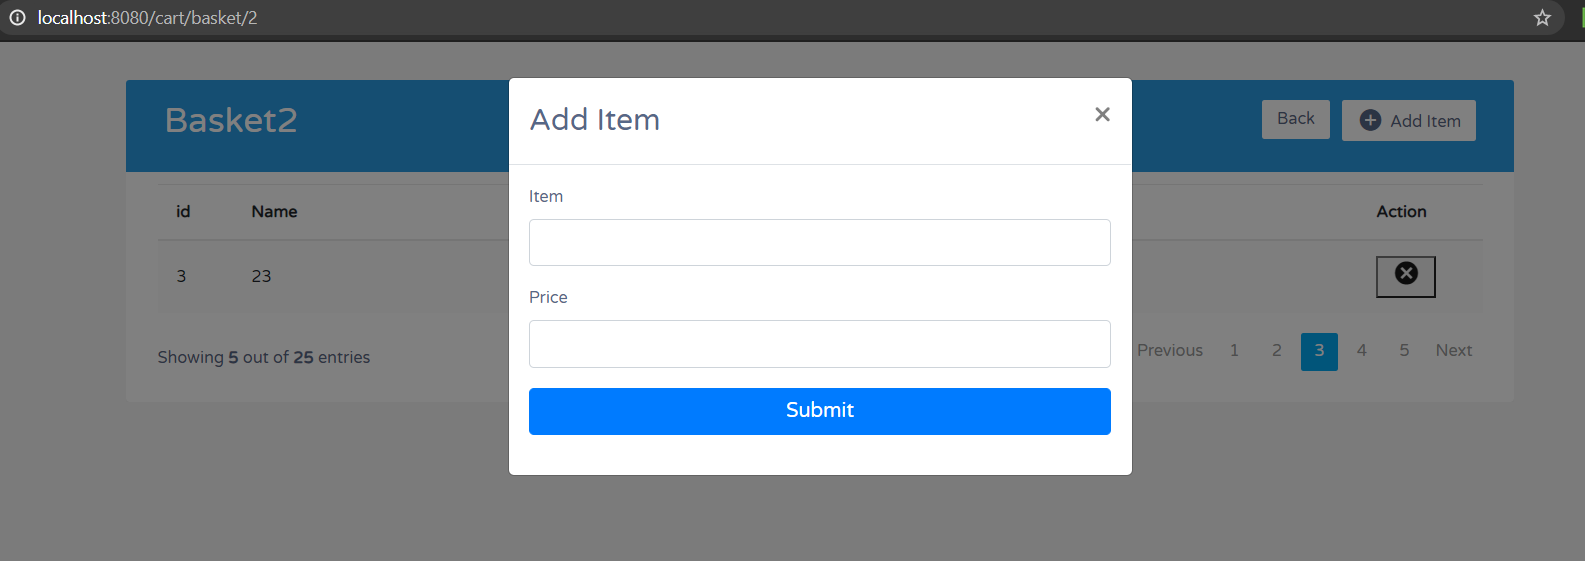 localhost:8080/cart/basket/2
Basket2
Add Item
×
Back
Add Item
Item
Price
Submit
id Name Action
3 23
Showing 5 out of 25 entries
Previous 1 2 3 4 5 Next